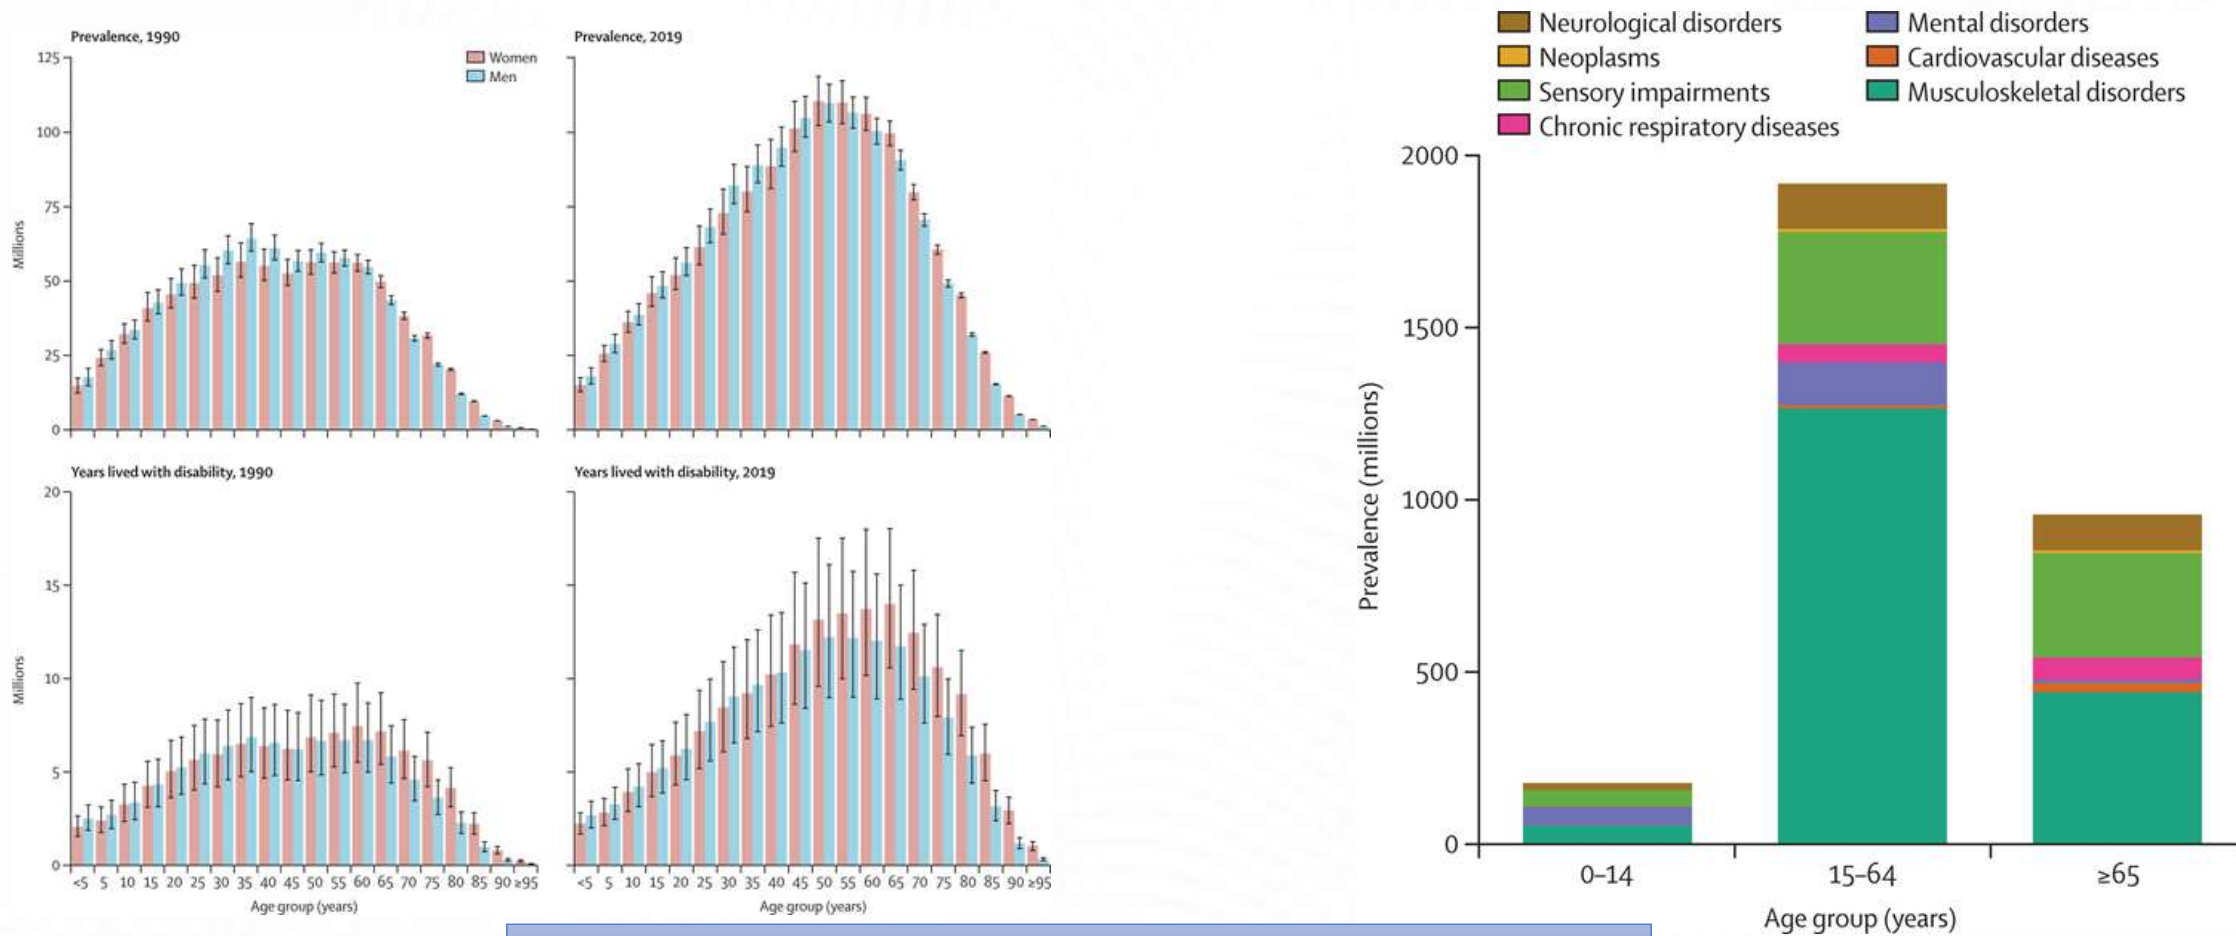 Prevalence, 1990
Women
Men
125
100
75
50
25
0
Millions
Prevalence, 2019
Years lived with disability, 1990
20
15
10
5
0
Millions
<5 5 10 15 20 25 30 35 40 45 50 55 60 65 70 75 80 85 90 ≥95
Age group (years)
Years lived with disability, 2019
<5 5 10 15 20 25 30 35 40 45 50 55 60 65 70 75 80 85 90 ≥95
Age group (years)
Neurological disorders
Neoplasms
Sensory impairments
Chronic respiratory diseases
Mental disorders
Cardiovascular diseases
Musculoskeletal disorders
2000
1500
1000
500
0
Prevalence (millions)
0–14 15–64 ≥65
Age group (years)